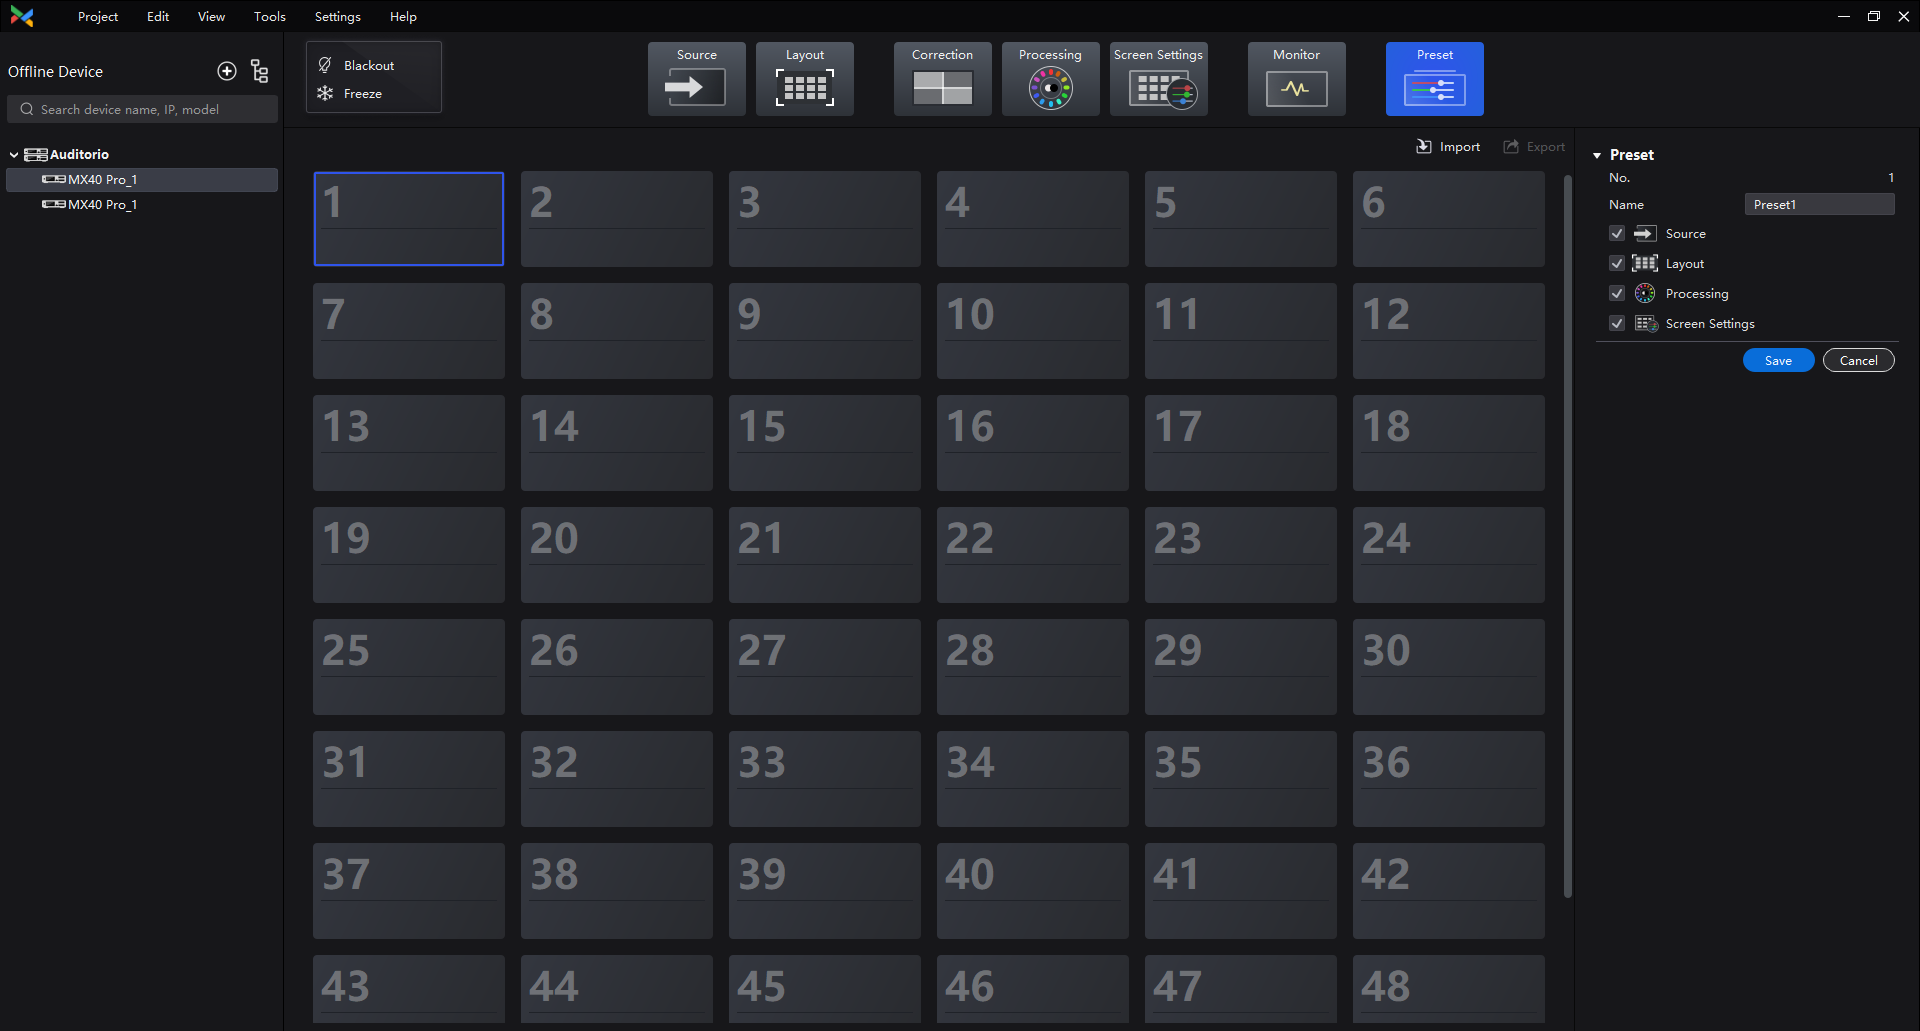 Project Edit View Tools Settings Help
Offline Device
Search device name, IP, model
Auditorio
MX40 Pro_1
MX40 Pro_1
Blackout
Freeze
Source Layout Correction Processing Screen Settings Monitor Preset
Import Export
1 2 3 4 5 6
7 8 9 10 11 12
13 14 15 16 17 18
19 20 21 22 23 24
25 26 27 28 29 30
31 32 33 34 35 36
37 38 39 40 41 42
43 44 45 46 47 48
Preset
No. 1
Name Preset1
Source
Layout
Processing
Screen Settings
Save Cancel